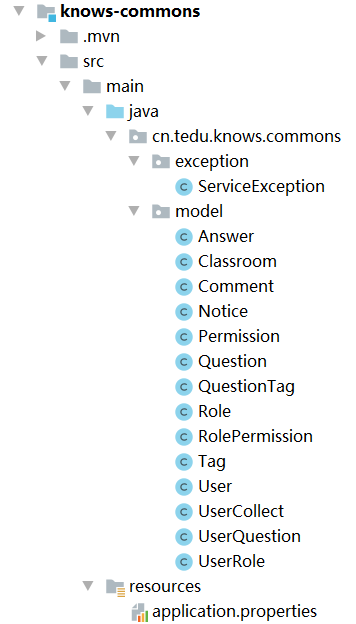 knows-commons
.mvn
src
main
java
cn.tedu.knows.commons
exception
ServiceException
model
Answer
Classroom
Comment
Notice
Permission
Question
QuestionTag
Role
RolePermission
Tag
User
UserCollect
UserQuestion
UserRole
resources
application.properties